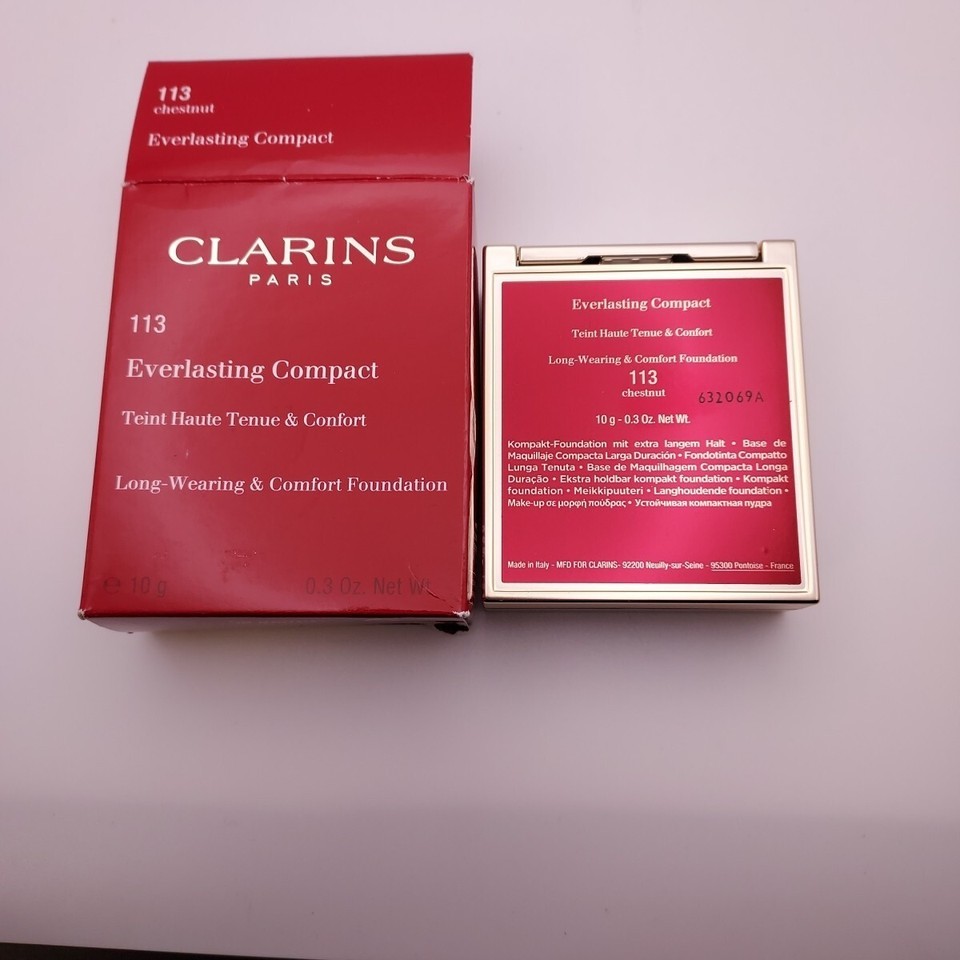 113
chestnut
Everlasting Compact
CLARINS
PARIS
113
Everlasting Compact
Teint Haute Tenue & Confort
Long-Wearing & Comfort Foundation
℮ 10 g
0.3 Oz. Net Wt.
Everlasting Compact
Teint Haute Tenue & Confort
Long-Wearing & Comfort Foundation
113
chestnut
632069A
10 g - 0.3 Oz. Net Wt.
Kompakt-Foundation mit extra langem Halt • Base de
Maquillaje Compacta Larga Duración • Fondotinta Compatto
Lunga Tenuta • Base de Maquilhagem Compacta Longa
Duração • Ekstra holdbar kompakt foundation • Kompakt
foundation • Meikkipuuteri • Langhoudende foundation •
Make-up σε μορφή πούδρας • Устойчивая компактная пудра
Made in Italy - MFD FOR CLARINS- 92200 Neuilly-sur-Seine - 95300 Pontoise - France